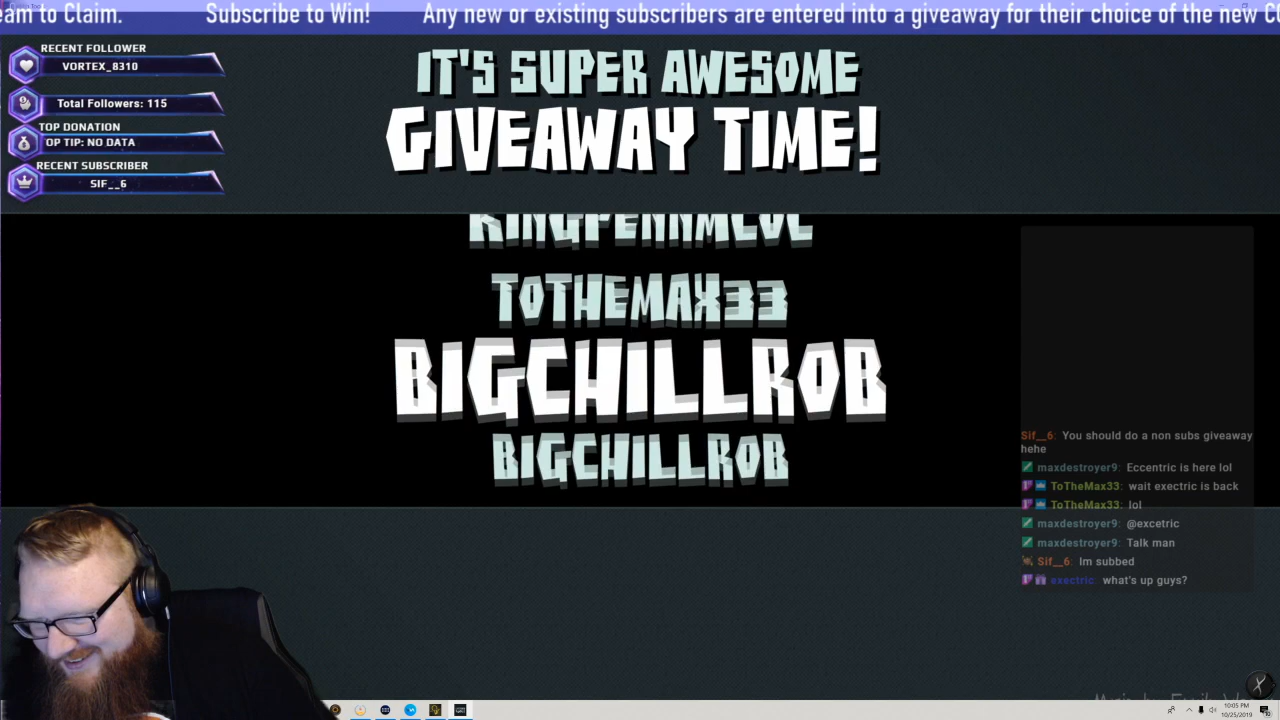 eam to Claim. Subscribe to Win! Any new or existing subscribers are entered into a giveaway for their choice of the new C
RECENT FOLLOWER
VORTEX_8310
Total Followers: 115
TOP DONATION
OP TIP: NO DATA
RECENT SUBSCRIBER
SIF__6
IT'S SUPER AWESOME
GIVEAWAY TIME!
TOTHEMAX33
BIGCHILLROB
BIGCHILLROB
Sif__6: You should do a non subs giveaway
hehe
maxdestroyer9: Eccentric is here lol
ToTheMax33: wait exectric is back
ToTheMax33: lol
maxdestroyer9: @excetric
maxdestroyer9: Talk man
Sif__6: Im subbed
exectric: what's up guys?
10:05 PM
10/25/2019